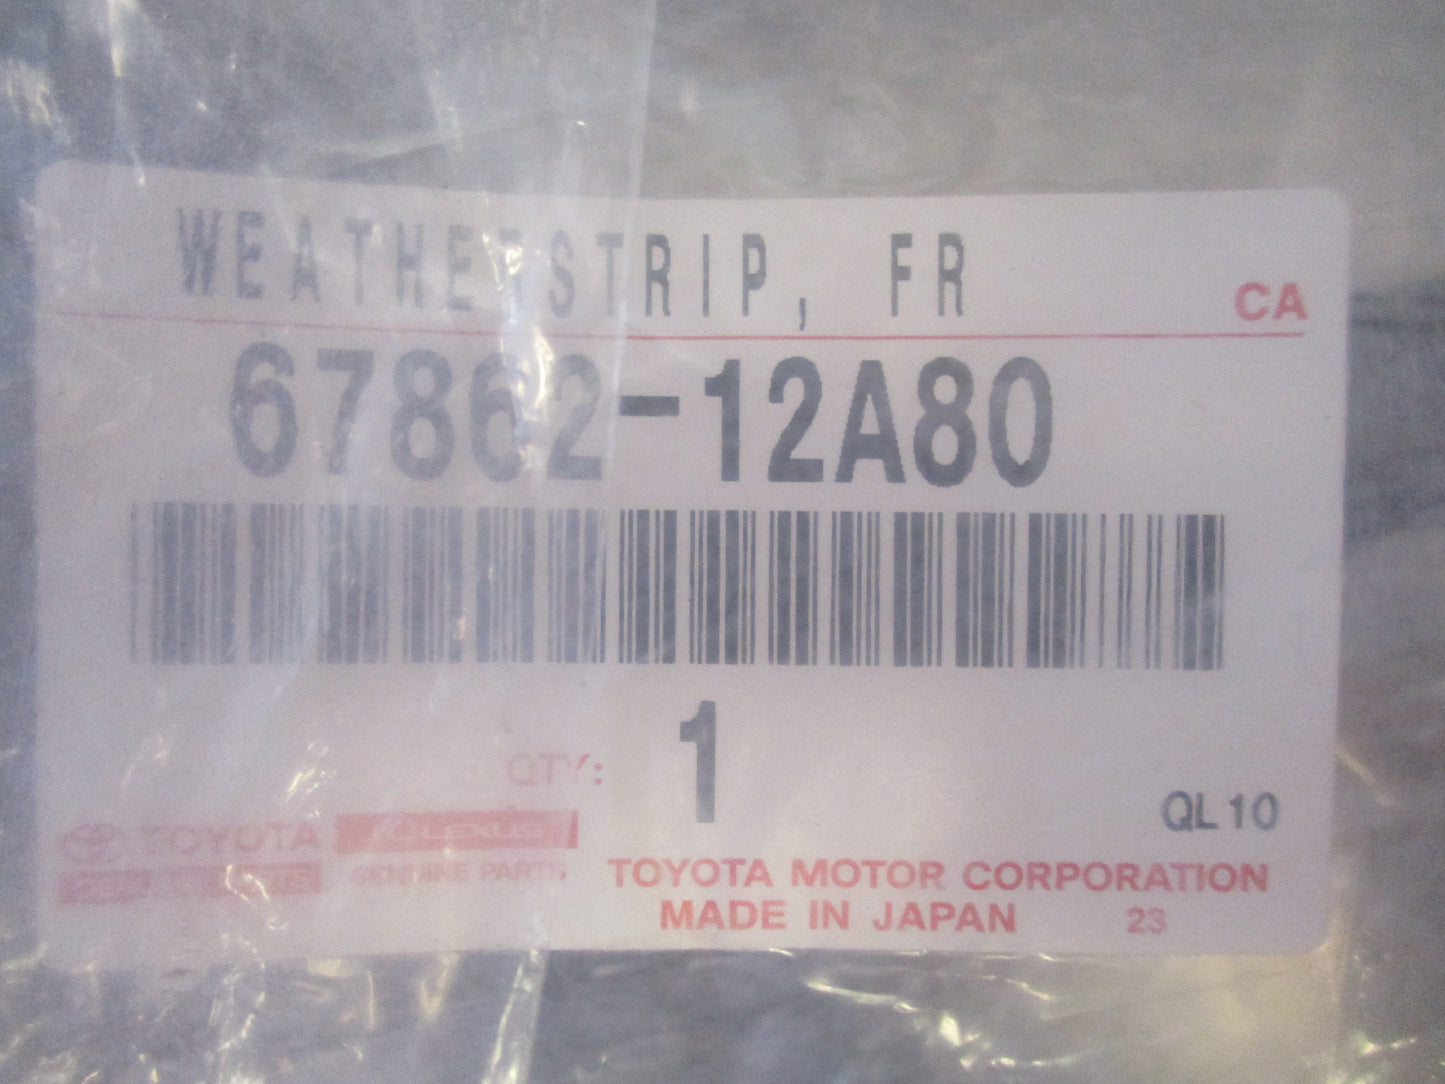 WEATHERSTRIP, FR
CA
67862-12A80
QTY: 1
QL10
TOYOTA LEXUS
PARTS GENUINE PARTS
TOYOTA MOTOR CORPORATION
MADE IN JAPAN 23